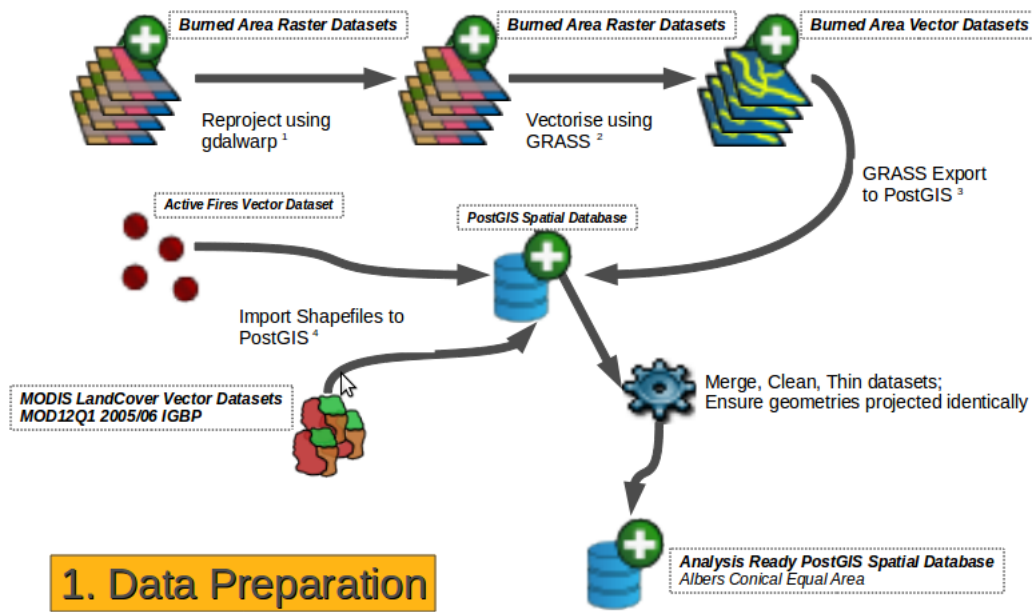 Burned Area Raster Datasets
Burned Area Raster Datasets
Burned Area Vector Datasets
Reproject using
gdalwarp ¹
Vectorise using
GRASS ²
GRASS Export
to PostGIS ³
Active Fires Vector Dataset
PostGIS Spatial Database
Import Shapefiles to
PostGIS ⁴
MODIS LandCover Vector Datasets
MOD12Q1 2005/06 IGBP
Merge, Clean, Thin datasets;
Ensure geometries projected identically
Analysis Ready PostGIS Spatial Database
Albers Conical Equal Area
1. Data Preparation